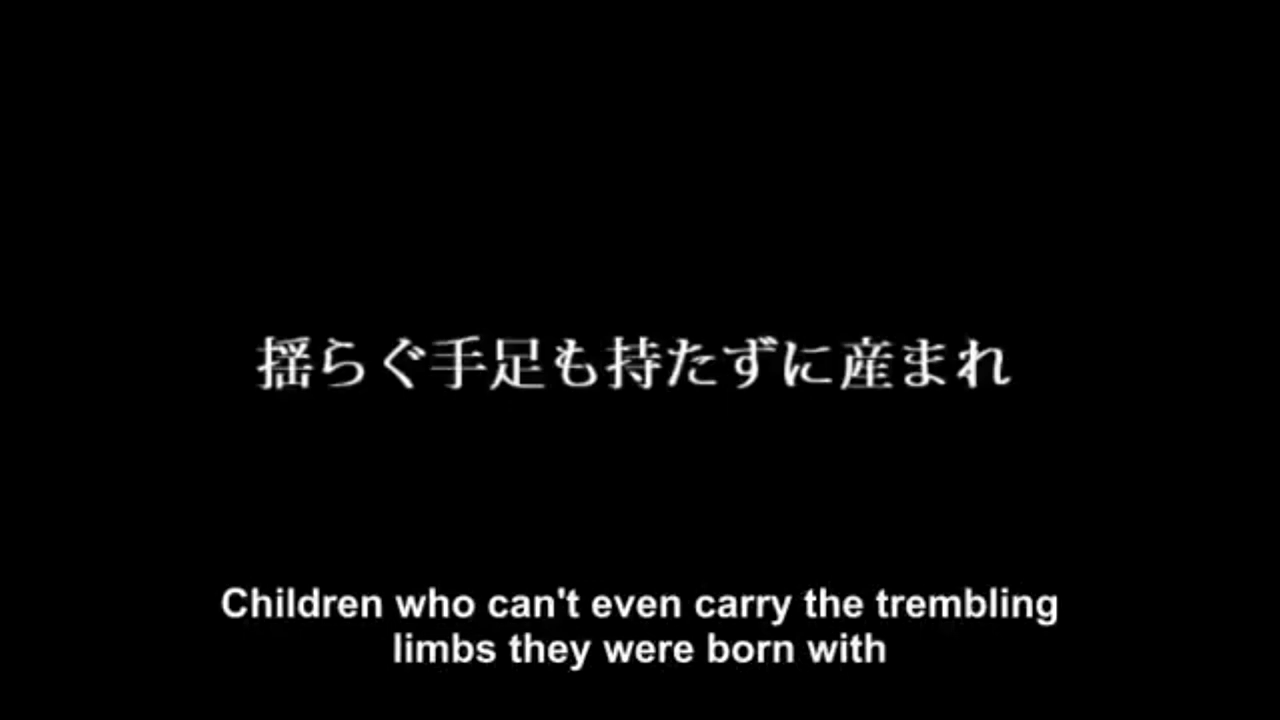 揺らぐ手足も持たずに産まれ
Children who can't even carry the trembling
limbs they were born with